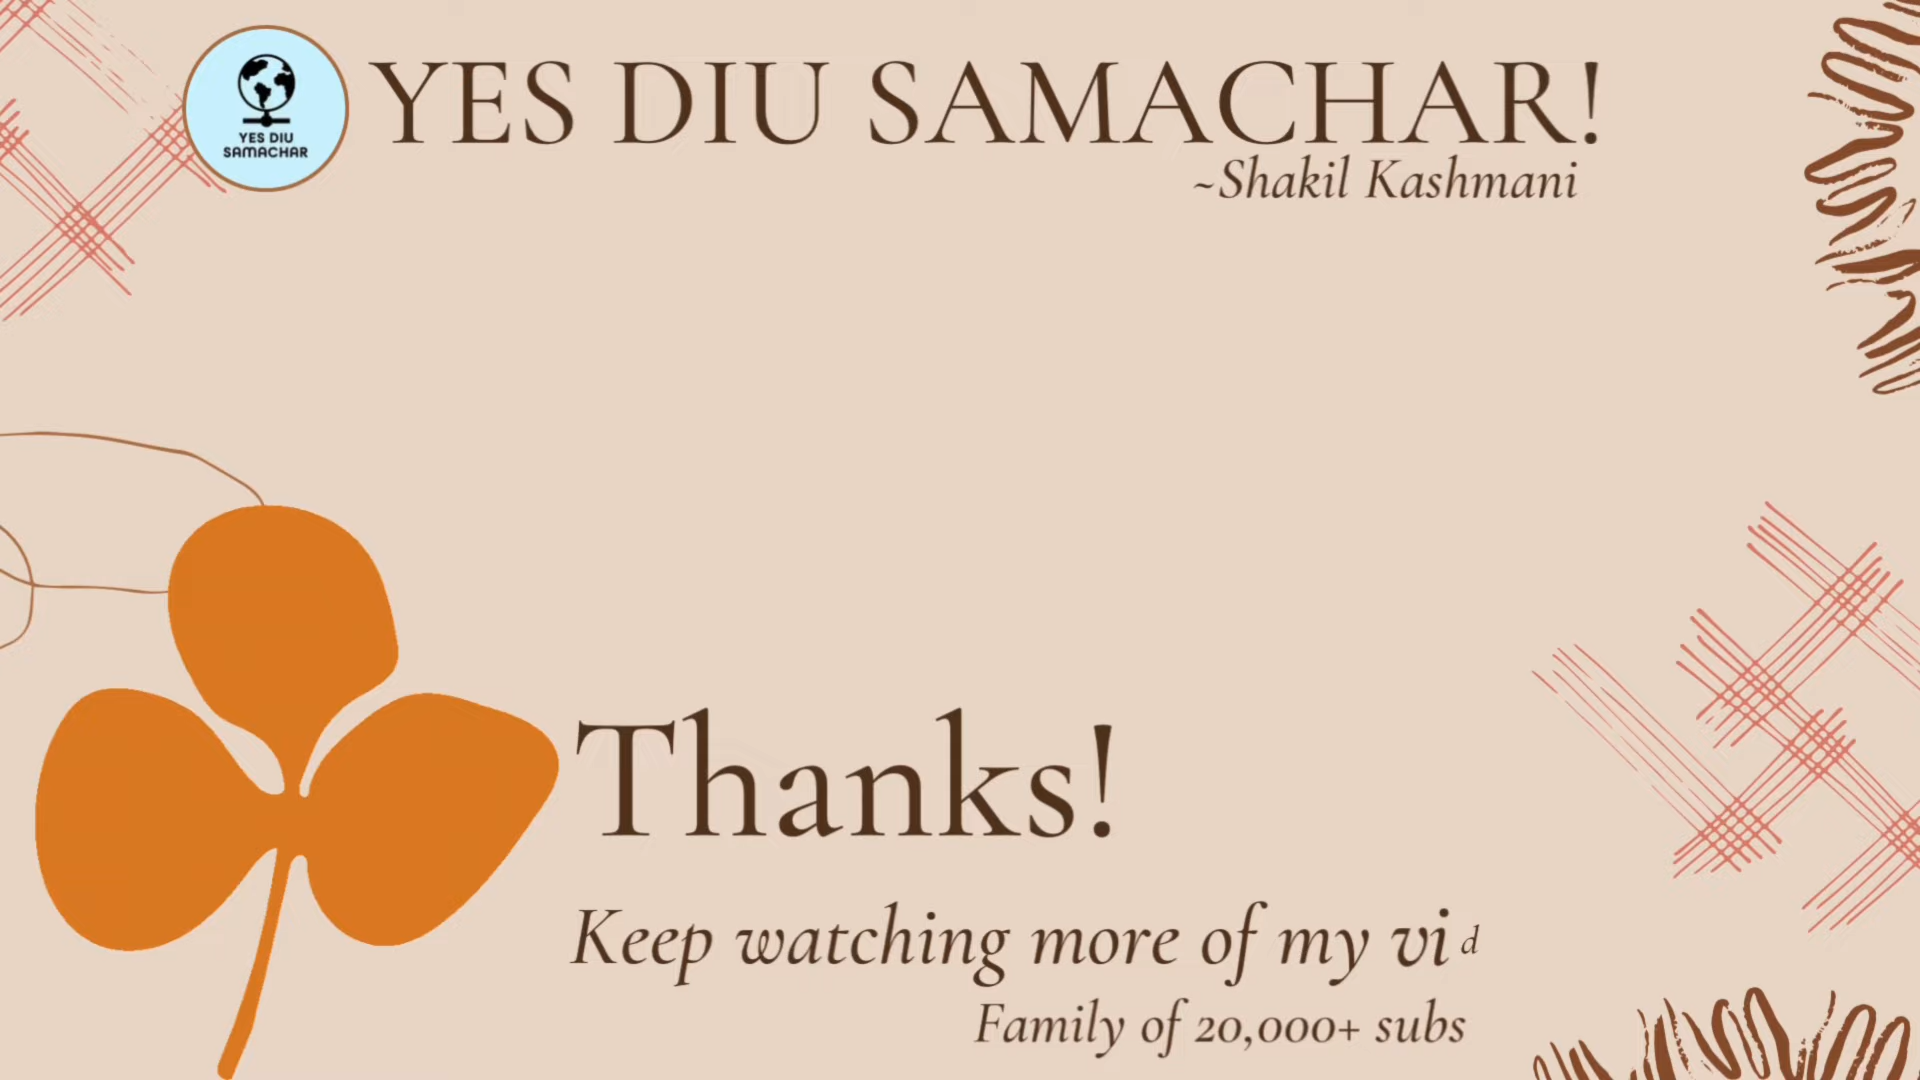 YES DIU
SAMACHAR
YES DIU SAMACHAR!
~Shakil Kashmani
Thanks!
Keep watching more of my vid
Family of 20,000+ subs